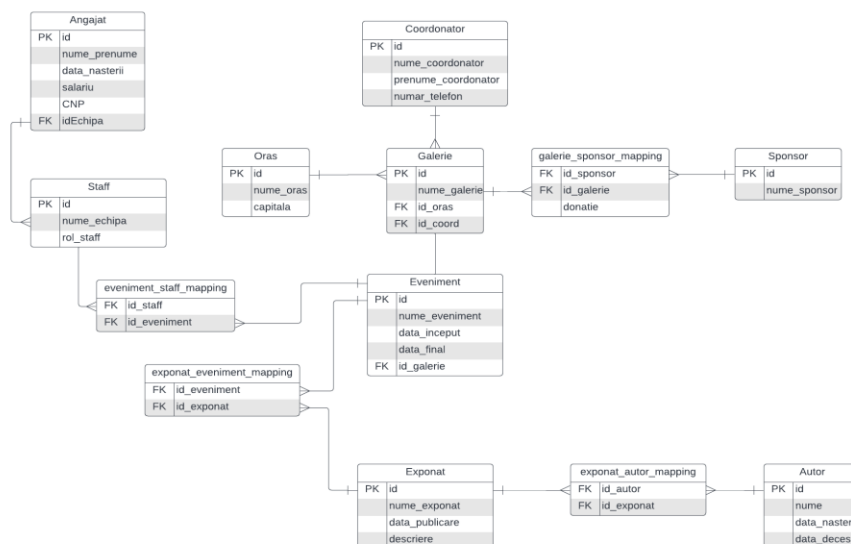 Angajat
PK id
nume_prenume
data_nasterii
salariu
CNP
FK idEchipa
Coordonator
PK id
nume_coordonator
prenume_coordonator
numar_telefon
Oras
PK id
nume_oras
capitala
Galerie
PK id
nume_galerie
FK id_oras
FK id_coord
galerie_sponsor_mapping
FK id_sponsor
FK id_galerie
donatie
Sponsor
PK id
nume_sponsor
Staff
PK id
nume_echipa
rol_staff
eveniment_staff_mapping
FK id_staff
FK id_eveniment
Eveniment
PK id
nume_eveniment
data_inceput
data_final
FK id_galerie
exponat_eveniment_mapping
FK id_eveniment
FK id_exponat
Exponat
PK id
nume_exponat
data_publicare
descriere
exponat_autor_mapping
FK id_autor
FK id_exponat
Autor
PK id
nume
data_naster
data_deces